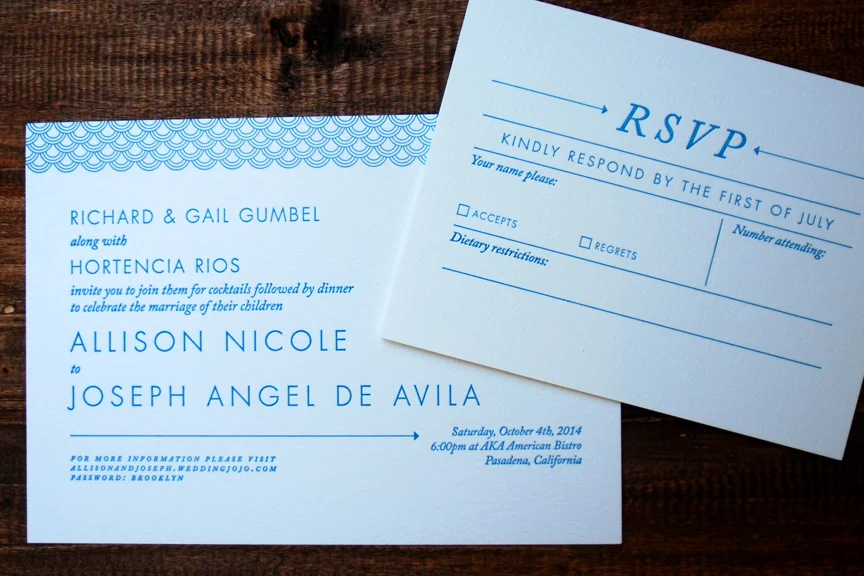 RICHARD & GAIL GUMBEL
along with
HORTENCIA RIOS
invite you to join them for cocktails followed by dinner
to celebrate the marriage of their children
ALLISON NICOLE
to
JOSEPH ANGEL DE AVILA
FOR MORE INFORMATION PLEASE VISIT
ALLISONANDJOSEPH.WEDDINGJOJO.COM
PASSWORD: BROOKLYN
Saturday, October 4th, 2014
6:00pm at AKA American Bistro
Pasadena, California
RSVP
KINDLY RESPOND BY THE FIRST OF JULY
Your name please:
ACCEPTS
REGRETS
Number attending:
Dietary restrictions: